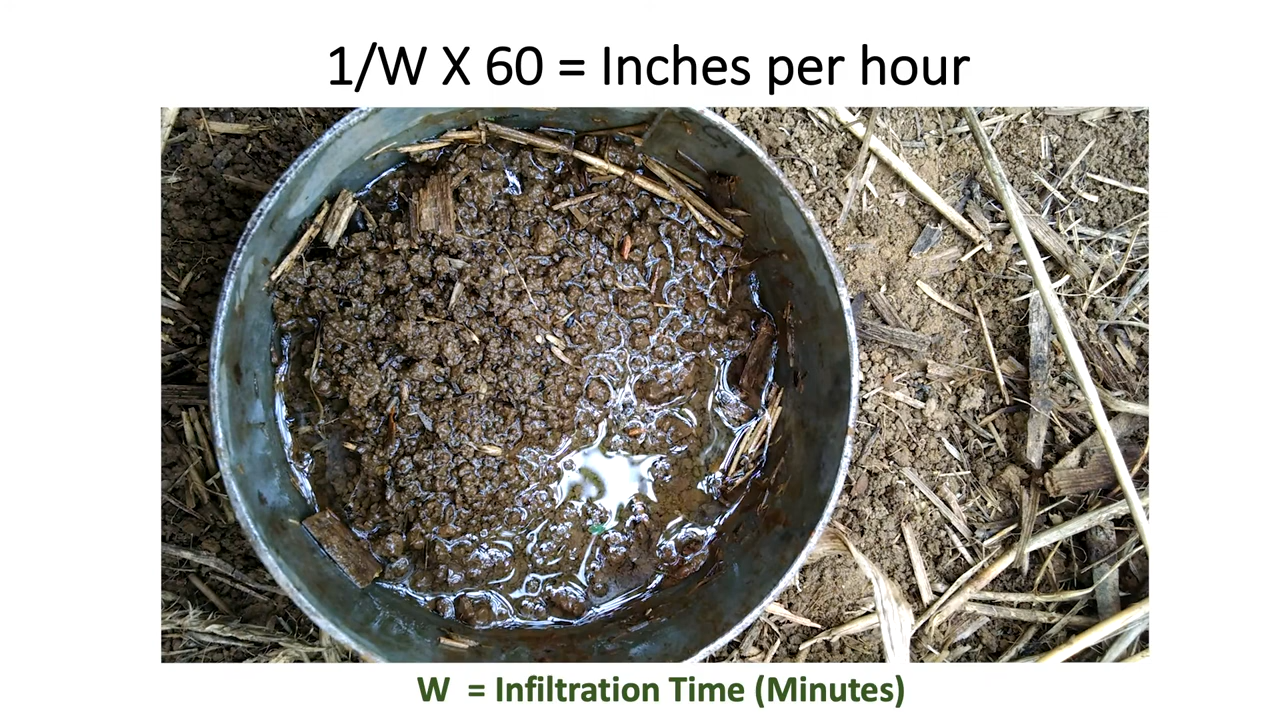 1/W X 60 = Inches per hour
W = Infiltration Time (Minutes)